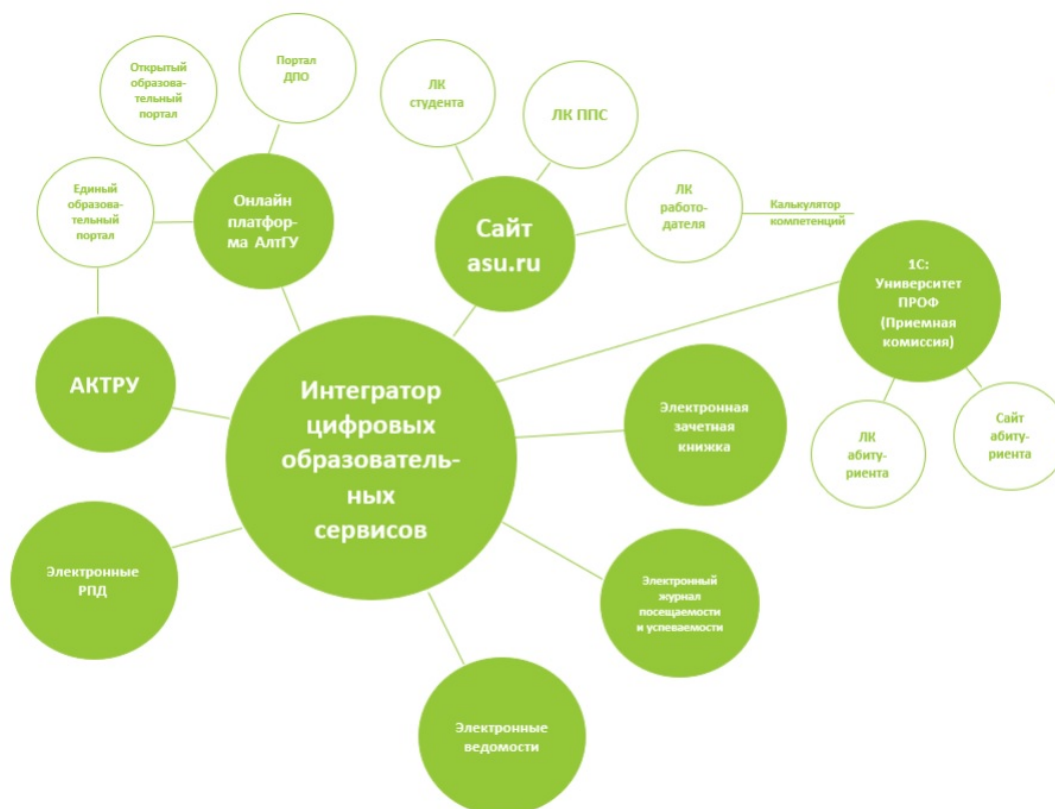 Открытый
образова-
тельный
портал
Портал
ДПО
ЛК
студента
ЛК ППС
Единый
образова-
тельный
портал
Онлайн
платфор-
ма АлтГУ
Сайт
asu.ru
ЛК
работо-
дателя
Калькулятор
компетенций
1С:
Университет
ПРОФ
(Приемная
комиссия)
АКТРУ
Интегратор
цифровых
образователь-
ных
сервисов
Электронная
зачетная
книжка
ЛК
абиту-
риента
Сайт
абиту-
риента
Электронные
РПД
Электронный
журнал
посещаемости
и успеваемости
Электронные
ведомости